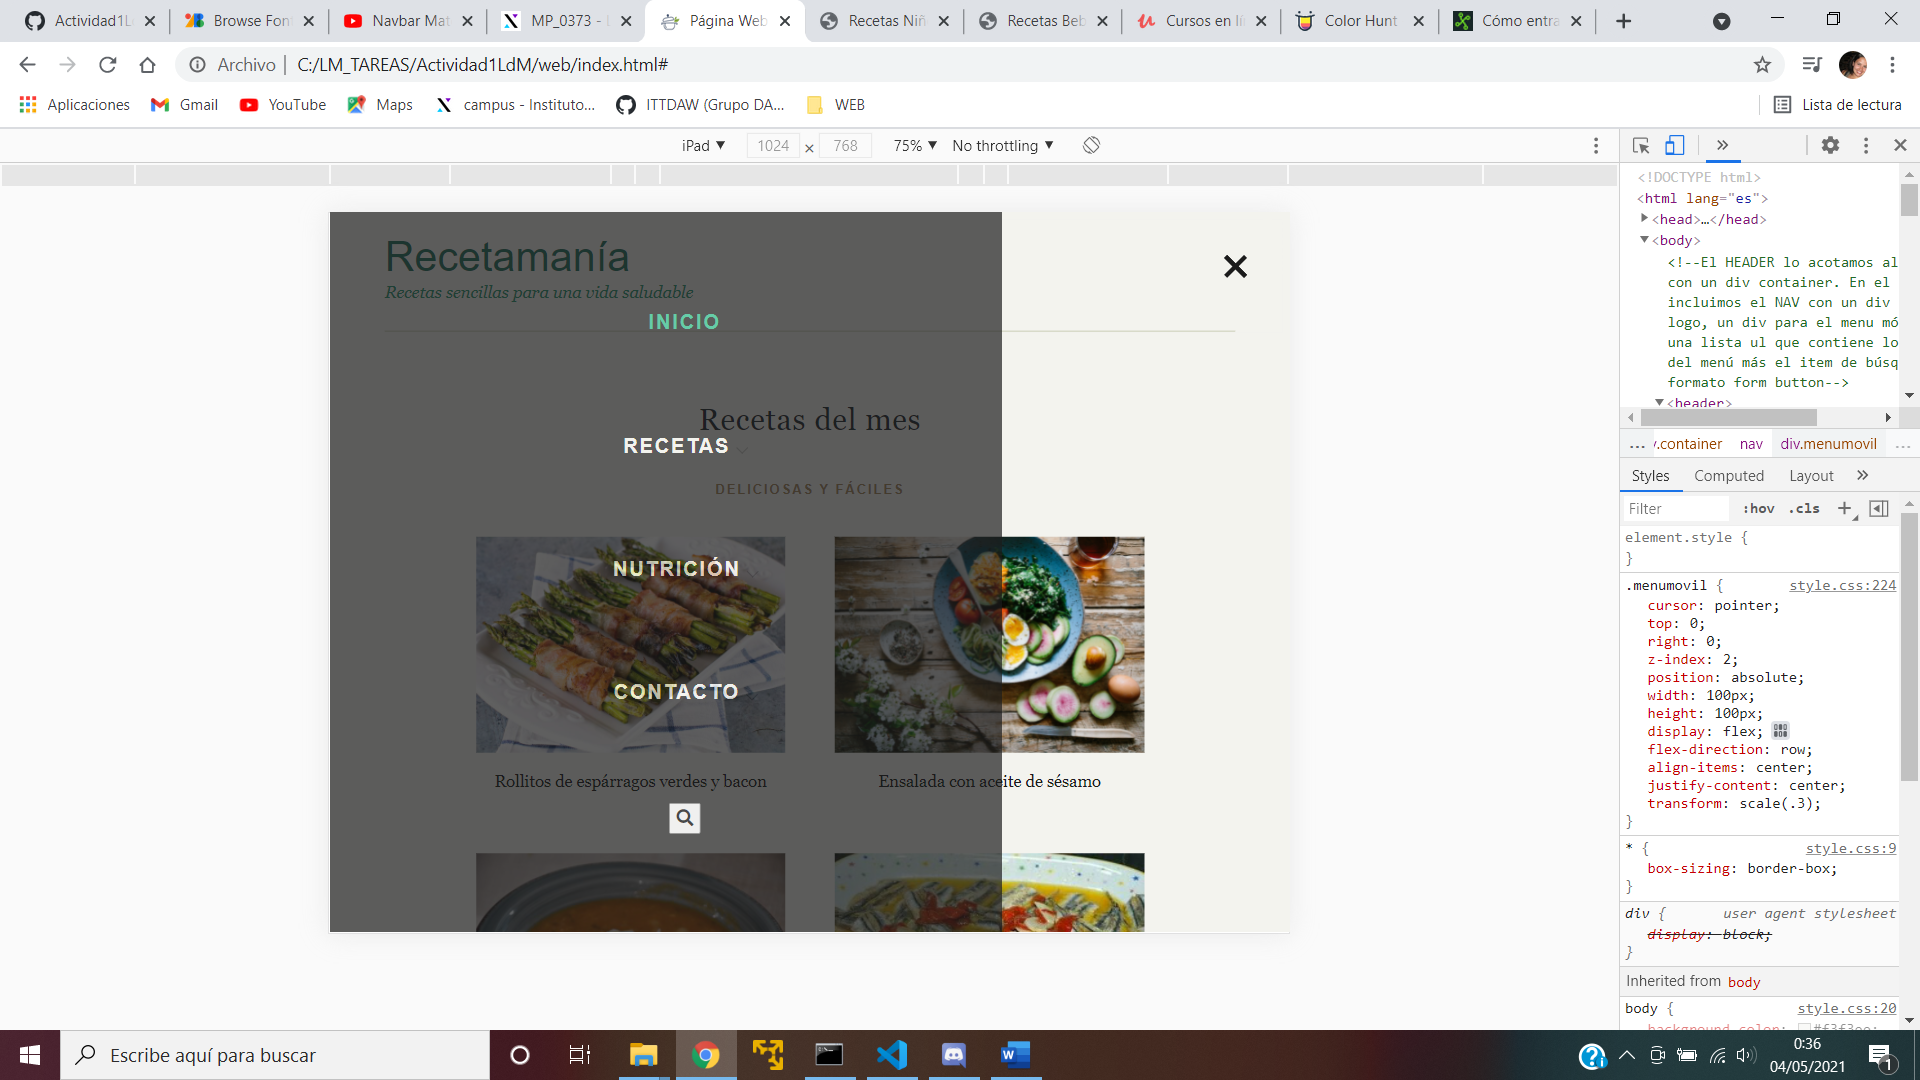 Actividad1L
Browse Fon
Navbar Mat
MP_0373 - L
Página Web
Recetas Niñ
Recetas Beb
Cursos en lí
Color Hunt
Cómo entra
Archivo | C:/LM_TAREAS/Actividad1LdM/web/index.html#
Aplicaciones Gmail YouTube Maps campus - Instituto... ITTDAW (Grupo DA... WEB Lista de lectura
iPad 1024 x 768 75% No throttling
Recetamanía
Recetas sencillas para una vida saludable
INICIO
Recetas del mes
RECETAS
DELICIOSAS Y FÁCILES
NUTRICIÓN
CONTACTO
Rollitos de espárragos verdes y bacon
Ensalada con aceite de sésamo
<!DOCTYPE html>
<html lang="es">
<head>…</head>
<body>
<!--El HEADER lo acotamos al
con un div container. En el
incluimos el NAV con un div
logo, un div para el menu mó
una lista ul que contiene lo
del menú más el item de búsq
formato form button-->
<header>
... v.container nav div.menumovil ...
Styles Computed Layout
Filter :hov .cls
element.style {
}
.menumovil { style.css:224
cursor: pointer;
top: 0;
right: 0;
z-index: 2;
position: absolute;
width: 100px;
height: 100px;
display: flex;
flex-direction: row;
align-items: center;
justify-content: center;
transform: scale(.3);
}
* { style.css:9
box-sizing: border-box;
}
div { user agent stylesheet
display: block;
}
Inherited from body
body { style.css:20
background-color: #f3f3ee;
Escribe aquí para buscar
0:36
04/05/2021
1